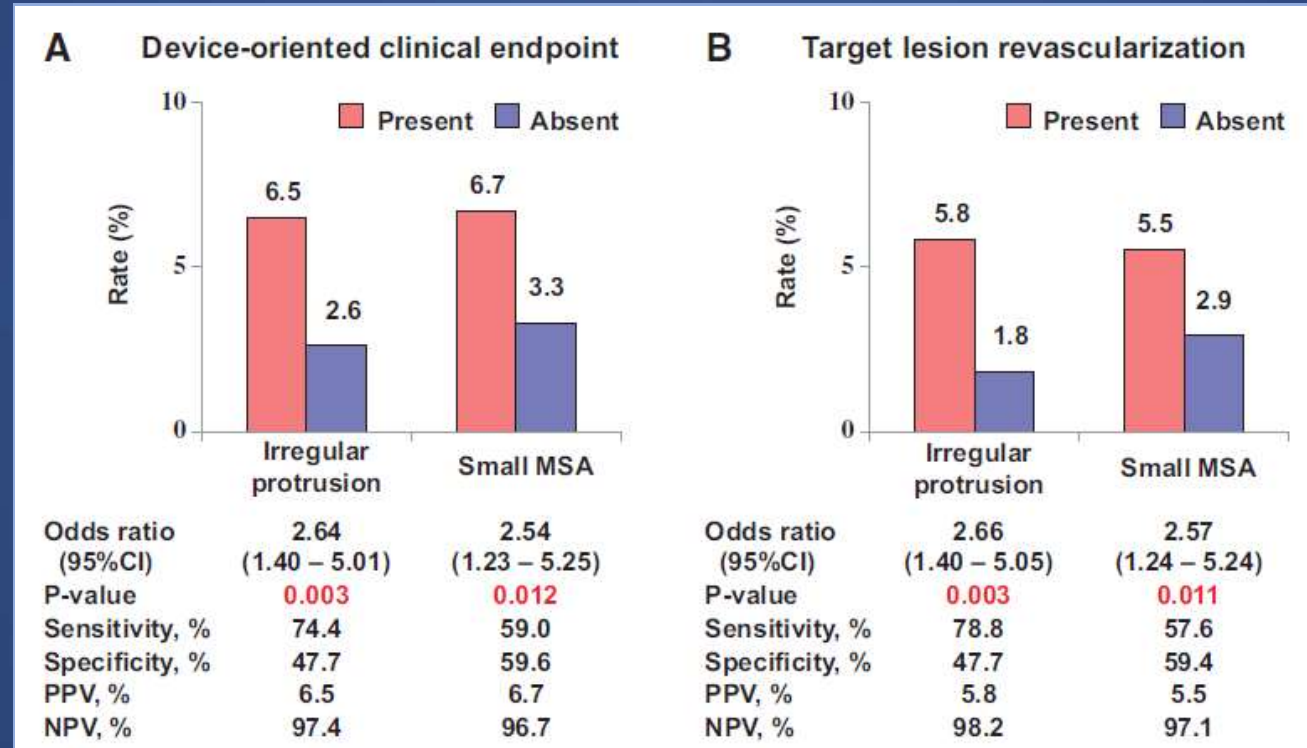 A Device-oriented clinical endpoint
10
Present Absent
6.5
6.7
5
3.3
2.6
Rate (%)
0
Irregular
protrusion
Small MSA
Odds ratio 2.64 2.54
(95%CI) (1.40 – 5.01) (1.23 – 5.25)
P-value 0.003 0.012
Sensitivity, % 74.4 59.0
Specificity, % 47.7 59.6
PPV, % 6.5 6.7
NPV, % 97.4 96.7
B Target lesion revascularization
10
Present Absent
5.8
5.5
5
2.9
1.8
Rate (%)
0
Irregular
protrusion
Small MSA
Odds ratio 2.66 2.57
(95%CI) (1.40 – 5.05) (1.24 – 5.24)
P-value 0.003 0.011
Sensitivity, % 78.8 57.6
Specificity, % 47.7 59.4
PPV, % 5.8 5.5
NPV, % 98.2 97.1